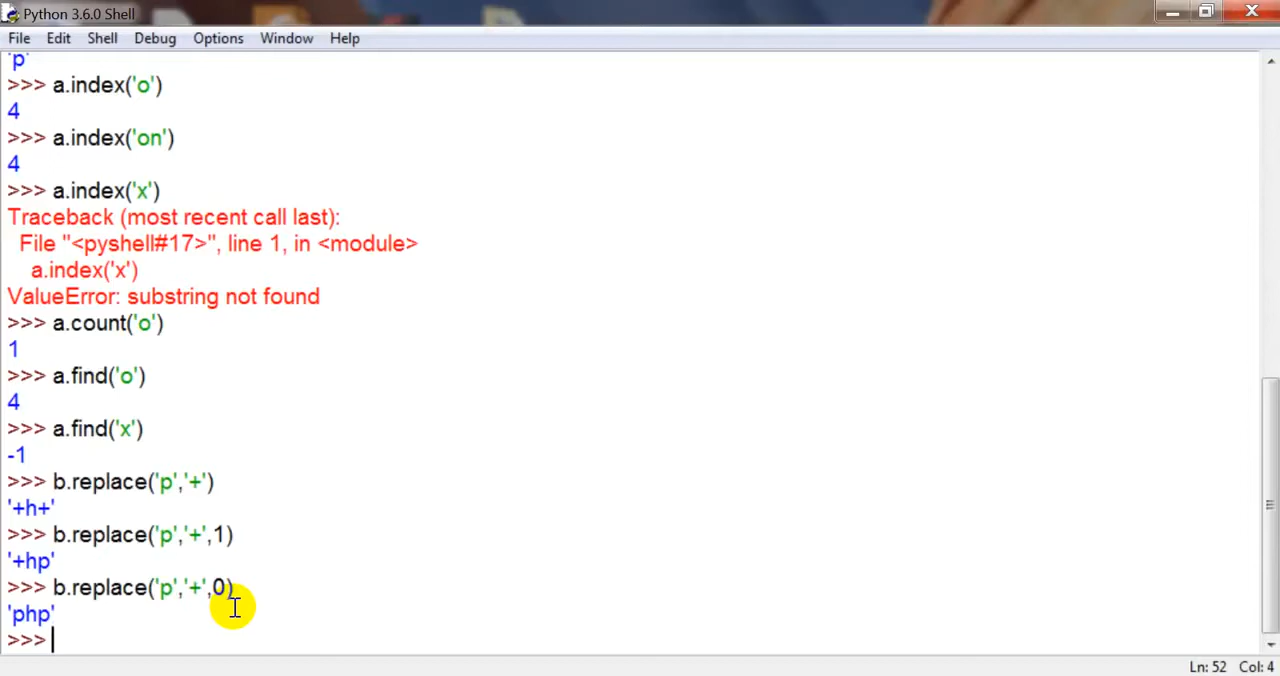 Python 3.6.0 Shell
File Edit Shell Debug Options Window Help
'p'
>>> a.index('o')
4
>>> a.index('on')
4
>>> a.index('x')
Traceback (most recent call last):
  File "<pyshell#17>", line 1, in <module>
    a.index('x')
ValueError: substring not found
>>> a.count('o')
1
>>> a.find('o')
4
>>> a.find('x')
-1
>>> b.replace('p','+')
'+h+'
>>> b.replace('p','+',1)
'+hp'
>>> b.replace('p','+',0)
'php'
>>>
Ln: 52 Col: 4